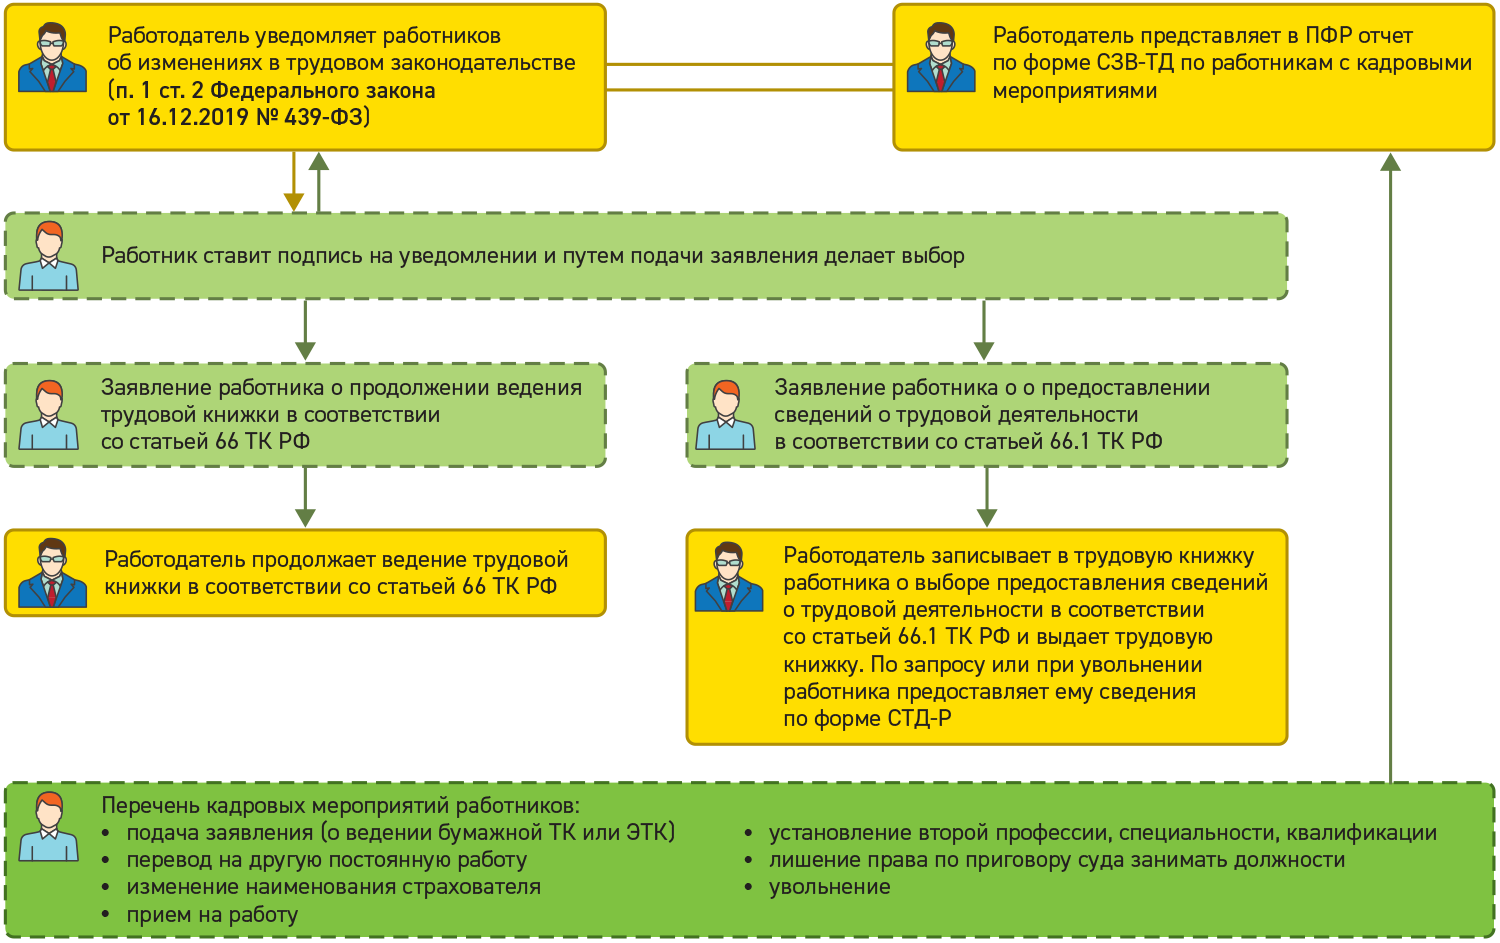 Работодатель уведомляет работников
об изменениях в трудовом законодательстве
(п. 1 ст. 2 Федерального закона
от 16.12.2019 № 439-ФЗ)
Работодатель представляет в ПФР отчет
по форме СЗВ-ТД по работникам с кадровыми
мероприятиями
Работник ставит подпись на уведомлении и путем подачи заявления делает выбор
Заявление работника о продолжении ведения
трудовой книжки в соответствии
со статьей 66 ТК РФ
Заявление работника о о предоставлении
сведений о трудовой деятельности
в соответствии со статьей 66.1 ТК РФ
Работодатель продолжает ведение трудовой
книжки в соответствии со статьей 66 ТК РФ
Работодатель записывает в трудовую книжку
работника о выборе предоставления сведений
о трудовой деятельности в соответствии
со статьей 66.1 ТК РФ и выдает трудовую
книжку. По запросу или при увольнении
работника предоставляет ему сведения
по форме СТД-Р
Перечень кадровых мероприятий работников:
• подача заявления (о ведении бумажной ТК или ЭТК)
• перевод на другую постоянную работу
• изменение наименования страхователя
• прием на работу
• установление второй профессии, специальности, квалификации
• лишение права по приговору суда занимать должности
• увольнение